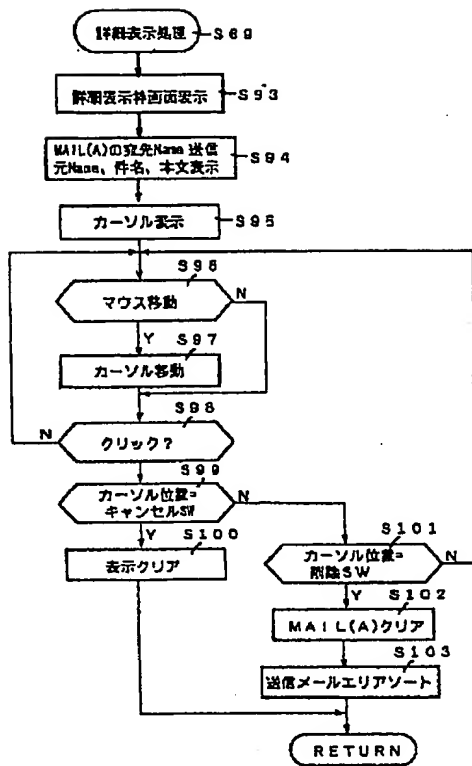 詳細表示処理
S69
詳細表示枠画面表示
S93
MAIL(A)の宛先Name 送信
元Name、件名、本文表示
S94
カーソル表示
S95
S96
マウス移動
N
Y
S97
カーソル移動
S98
N
クリック?
S99
カーソル位置=
キャンセルSW
N
Y
S100
表示クリア
S101
カーソル位置=
削除SW
N
Y
S102
MAIL(A)クリア
S103
送信メールエリアソート
RETURN